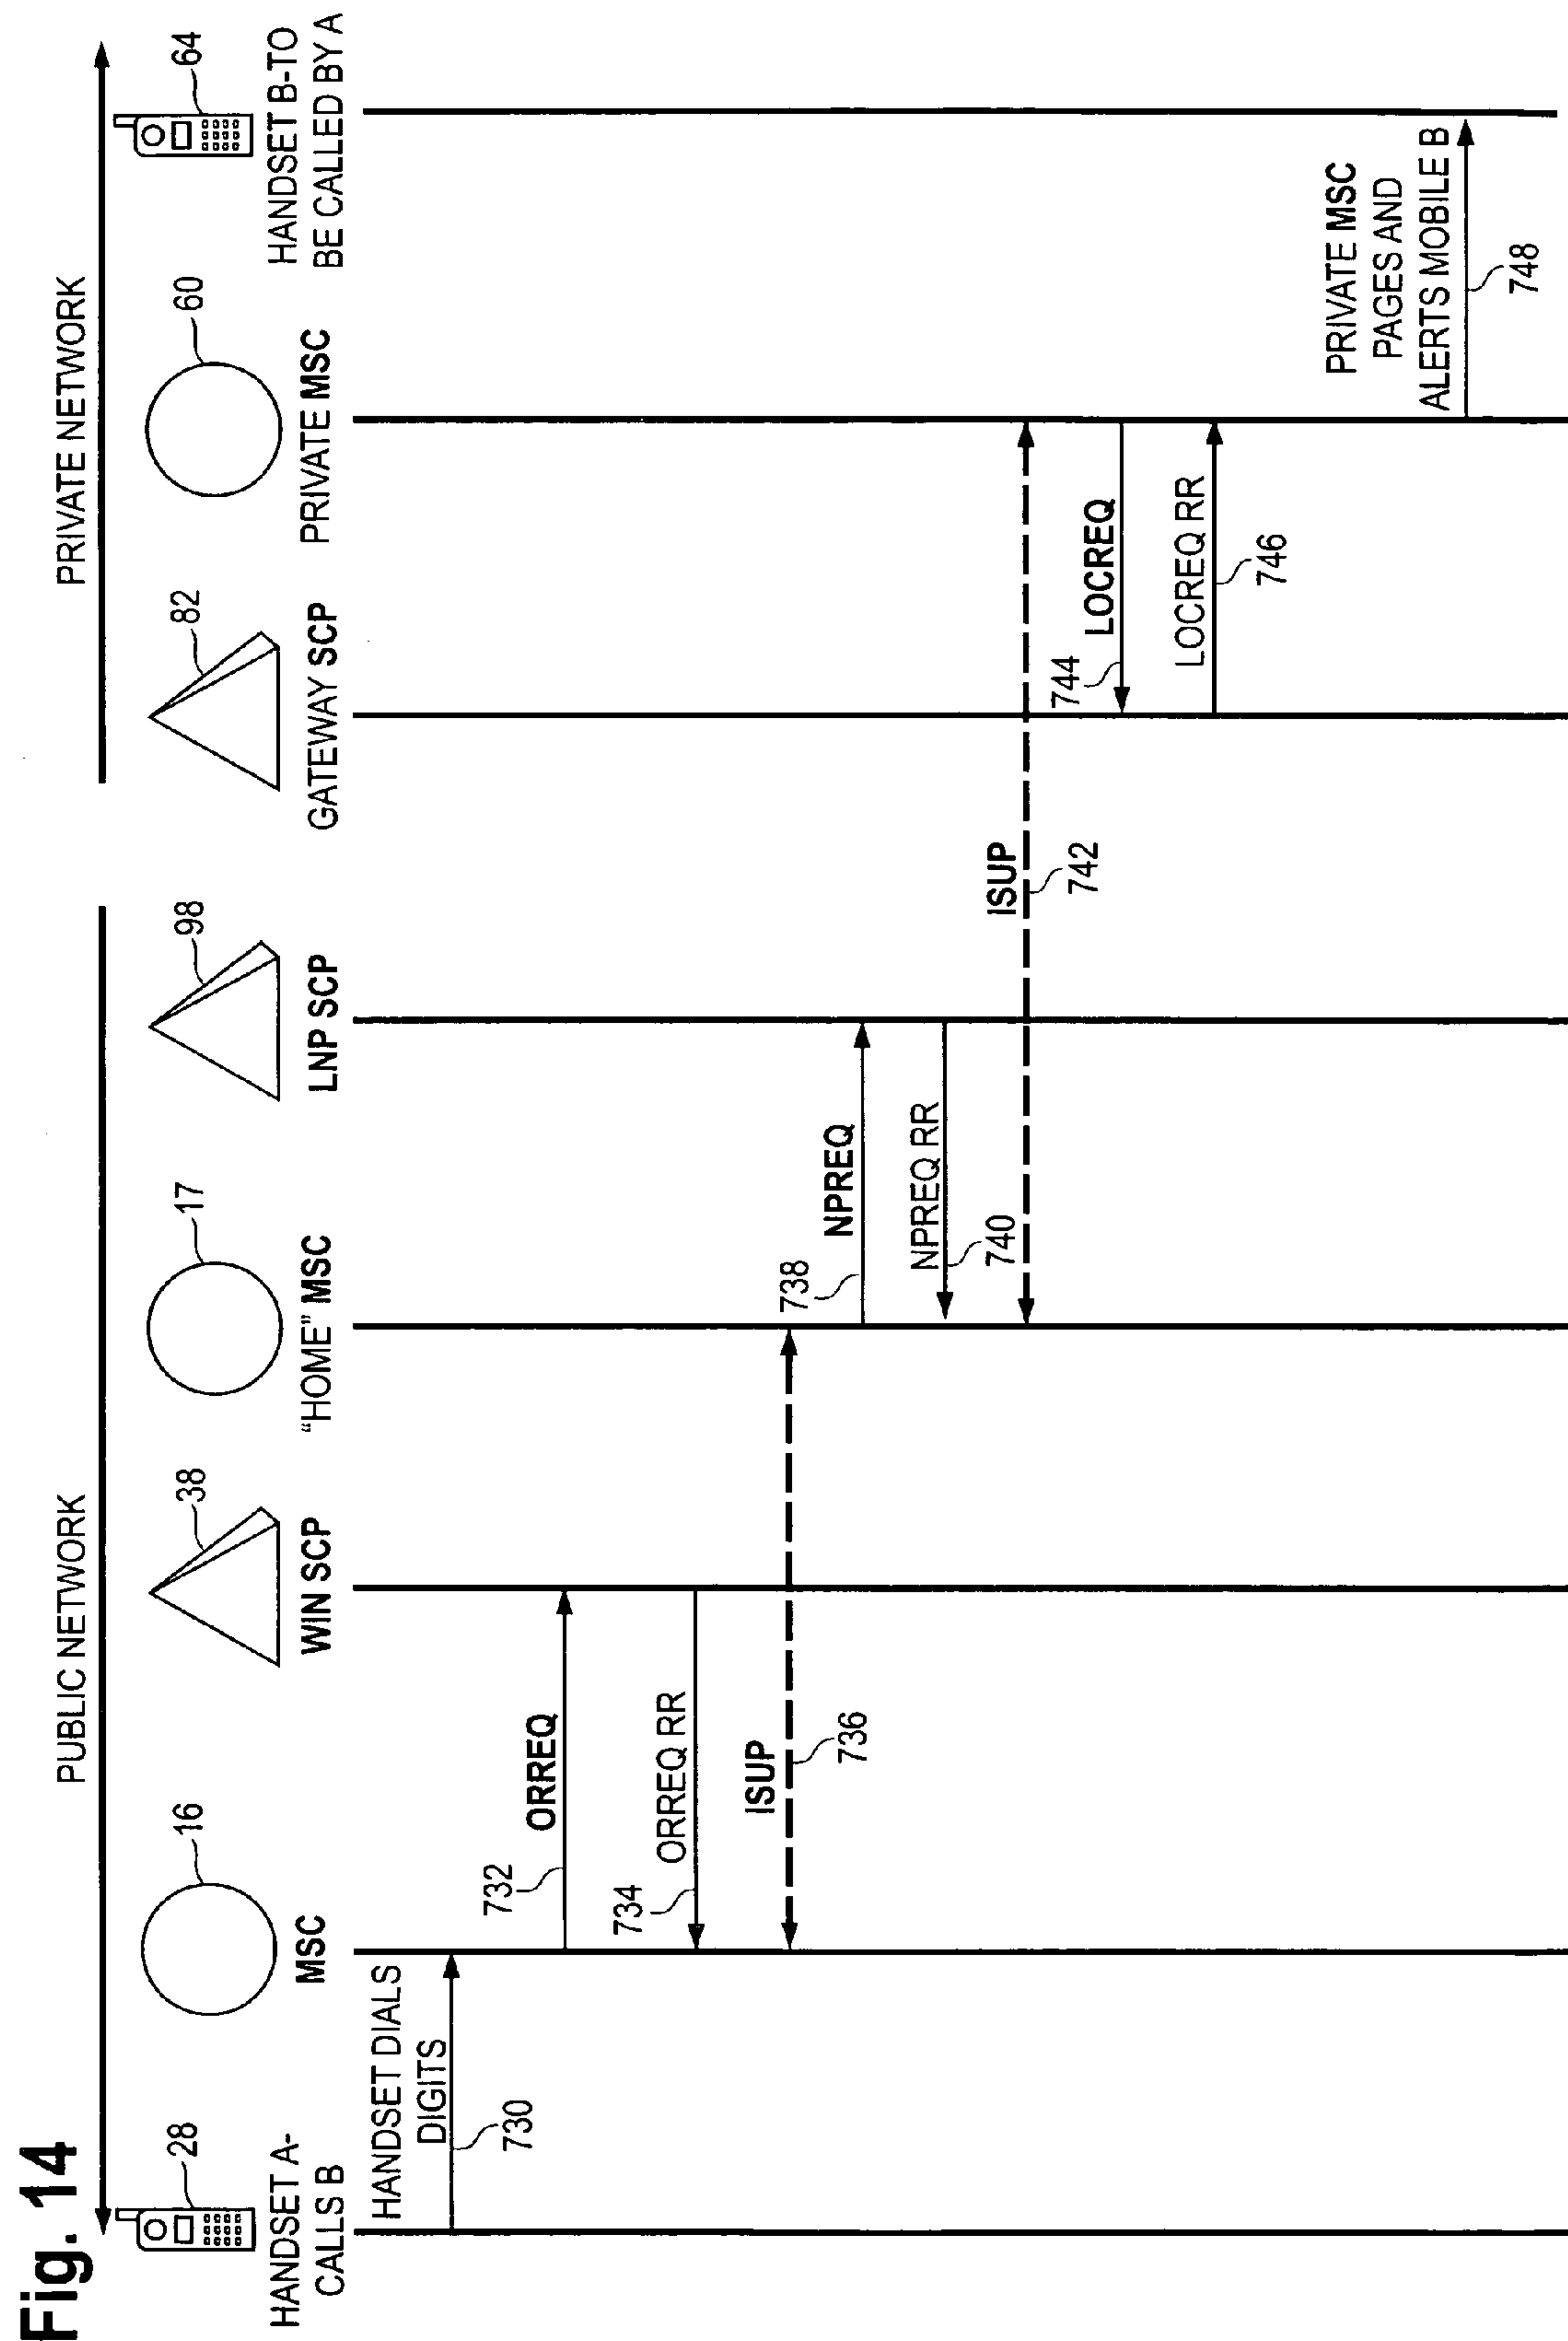 Fig. 14
PUBLIC NETWORK
PRIVATE NETWORK
28
16
38
17
98
82
60
64
HANDSET A-
CALLS B
MSC
WIN SCP
"HOME" MSC
LNP SCP
GATEWAY SCP
PRIVATE MSC
HANDSET B-TO
BE CALLED BY A
HANDSET DIALS
DIGITS
730
732
ORREQ
734
ORREQ RR
ISUP
736
738
NPREQ
NPREQ RR
740
ISUP
742
744
LOCREQ
LOCREQ RR
746
PRIVATE MSC
PAGES AND
ALERTS MOBILE B
748